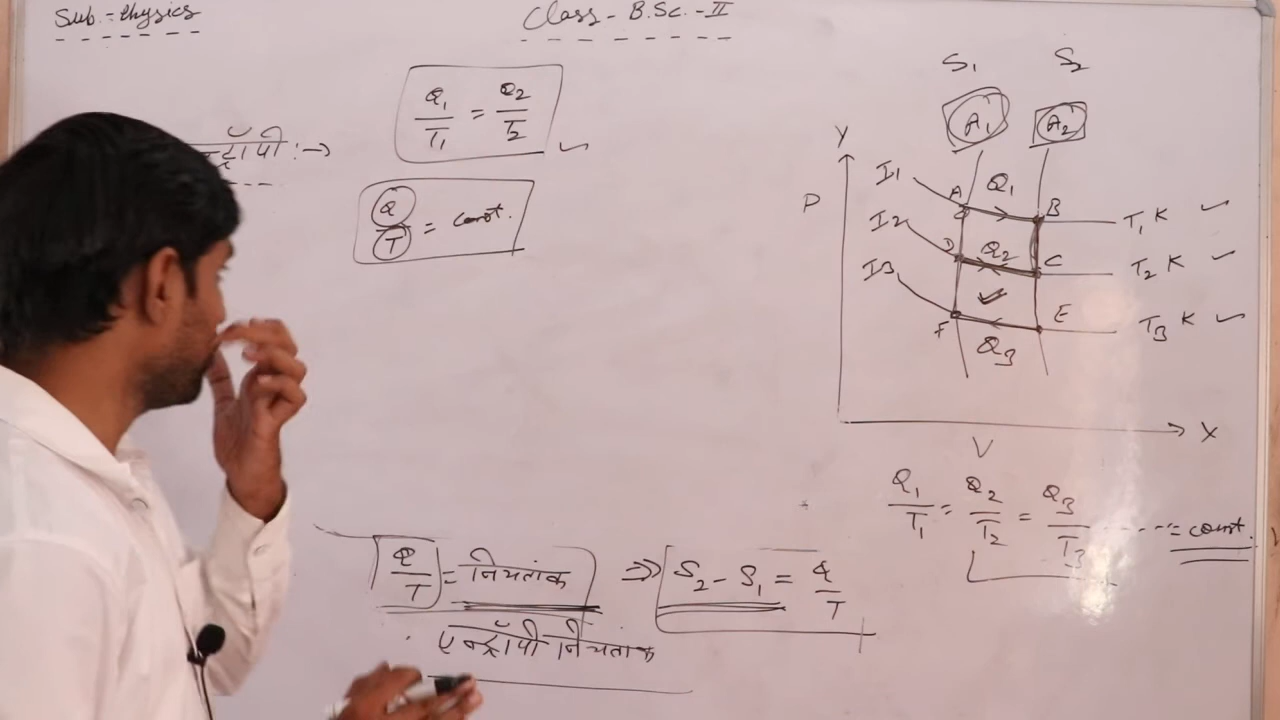 Sub.- Physics
Class - B.Sc. - II
Q₁/T₁ = Q₂/T₂
:→
Q/T = const.
S₁ S₂
A₁ A₂
Y
P
I₁ A Q₁ B T₁ K
I₂ D Q₂ C T₂ K
I₃ F E T₃ K
Q₃
X
V
Q₁/T₁ = Q₂/T₂ = Q₃/T₃ ----- = const.
Q/T = नियतांक ⇒ S₂ - S₁ = Q/T
एन्ट्रॉपी नियतांक